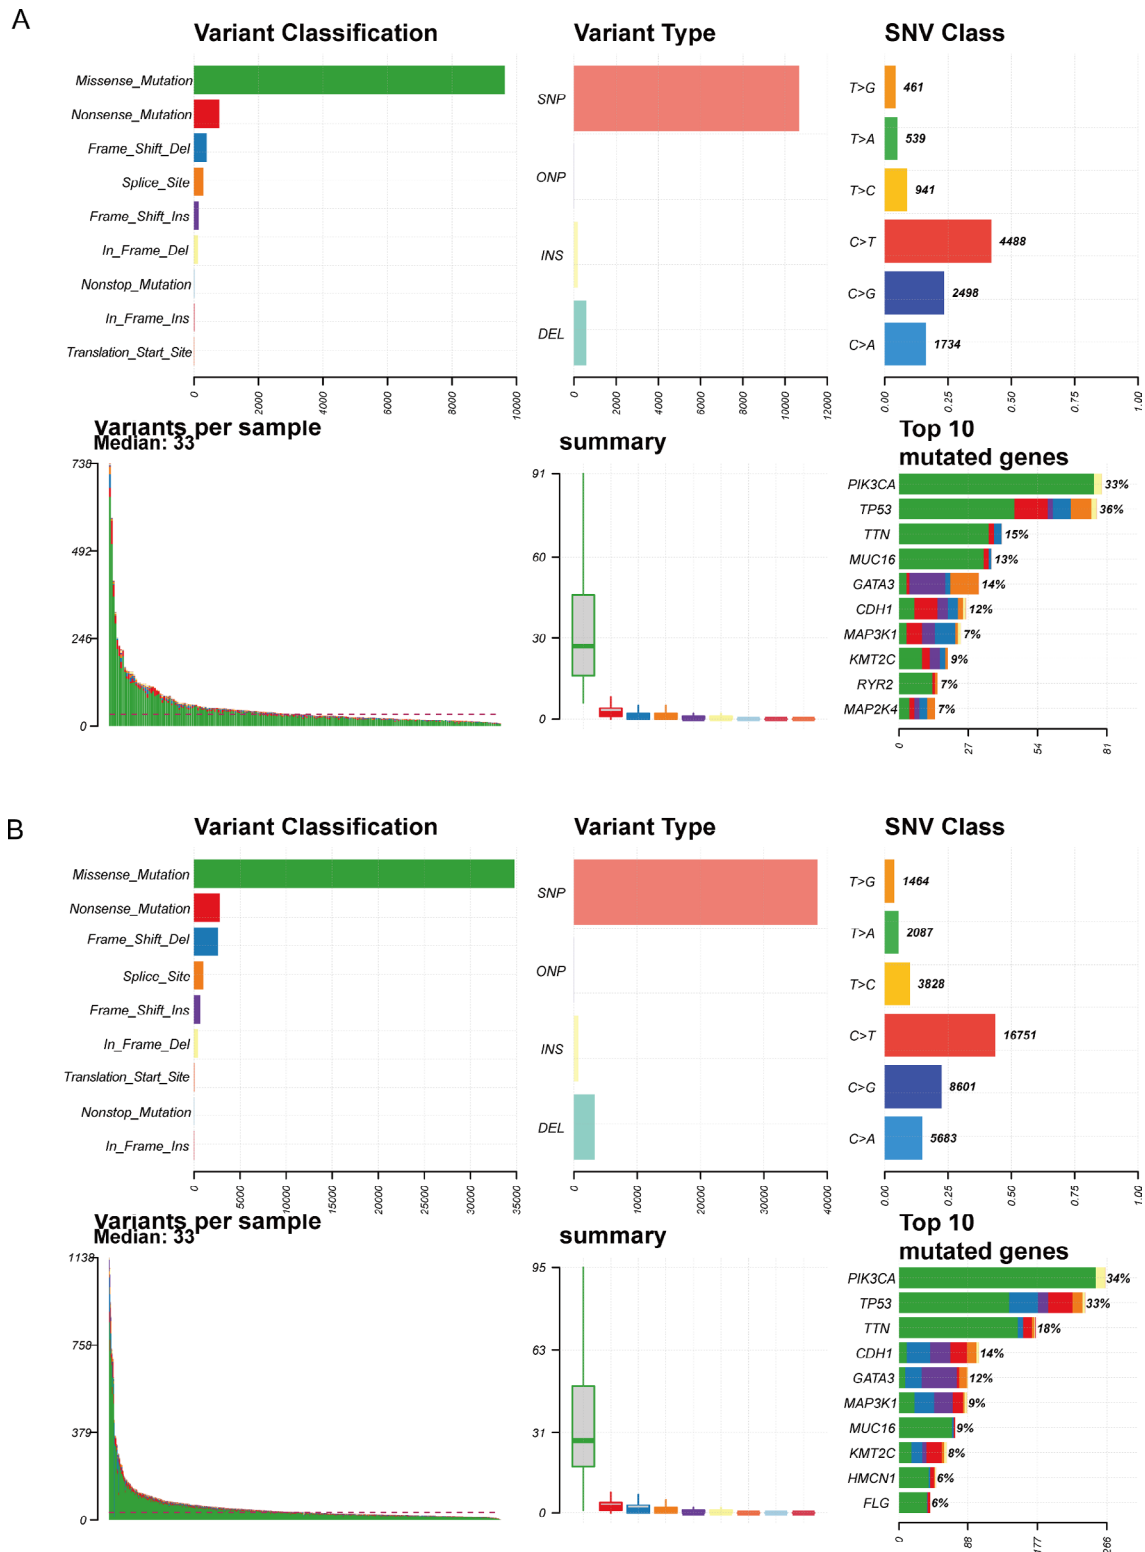 A
Variant Classification
Missense_Mutation
Nonsense_Mutation
Frame_Shift_Del
Splice_Site
Frame_Shift_Ins
In_Frame_Del
Nonstop_Mutation
In_Frame_Ins
Translation_Start_Site
0
2000
4000
6000
8000
10000
Variant Type
SNP
ONP
INS
DEL
0
2000
4000
6000
8000
10000
12000
SNV Class
T>G 461
T>A 539
T>C 941
C>T 4488
C>G 2498
C>A 1734
0.00
0.25
0.50
0.75
1.00
Variants per sample
Median: 33
738
492
246
0
summary
91
60
30
0
Top 10
mutated genes
PIK3CA 33%
TP53 36%
TTN 15%
MUC16 13%
GATA3 14%
CDH1 12%
MAP3K1 7%
KMT2C 9%
RYR2 7%
MAP2K4 7%
0
27
54
81
B
Variant Classification
Missense_Mutation
Nonsense_Mutation
Frame_Shift_Del
Splice_Site
Frame_Shift_Ins
In_Frame_Del
Translation_Start_Site
Nonstop_Mutation
In_Frame_Ins
0
5000
10000
15000
20000
25000
30000
35000
Variant Type
SNP
ONP
INS
DEL
0
10000
20000
30000
40000
SNV Class
T>G 1464
T>A 2087
T>C 3828
C>T 16751
C>G 8601
C>A 5683
0.00
0.25
0.50
0.75
1.00
Variants per sample
Median: 33
1138
758
379
0
summary
95
63
31
0
Top 10
mutated genes
PIK3CA 34%
TP53 33%
TTN 18%
CDH1 14%
GATA3 12%
MAP3K1 9%
MUC16 9%
KMT2C 8%
HMCN1 6%
FLG 6%
0
88
177
266